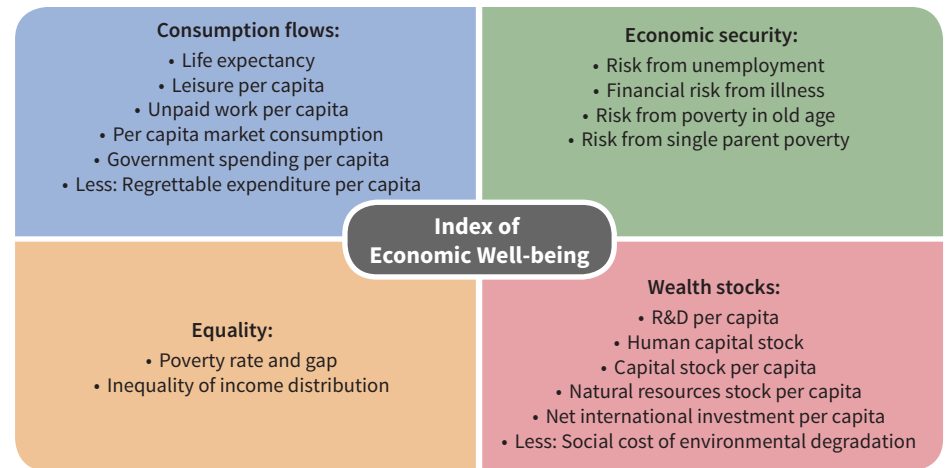 Consumption flows:
• Life expectancy
• Leisure per capita
• Unpaid work per capita
• Per capita market consumption
• Government spending per capita
• Less: Regrettable expenditure per capita
Economic security:
• Risk from unemployment
• Financial risk from illness
• Risk from poverty in old age
• Risk from single parent poverty
Index of
Economic Well-being
Equality:
• Poverty rate and gap
• Inequality of income distribution
Wealth stocks:
• R&D per capita
• Human capital stock
• Capital stock per capita
• Natural resources stock per capita
• Net international investment per capita
• Less: Social cost of environmental degradation